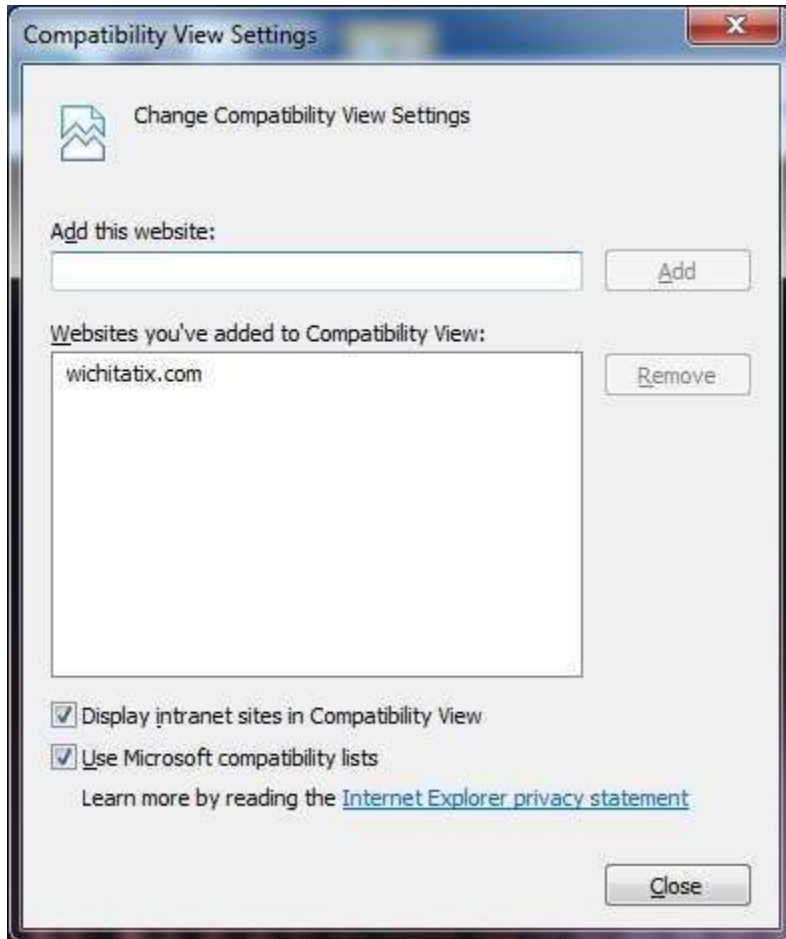 Compatibility View Settings
Change Compatibility View Settings
Add this website:
Add
Websites you've added to Compatibility View:
wichitatix.com
Remove
Display intranet sites in Compatibility View
Use Microsoft compatibility lists
Learn more by reading the Internet Explorer privacy statement
Close